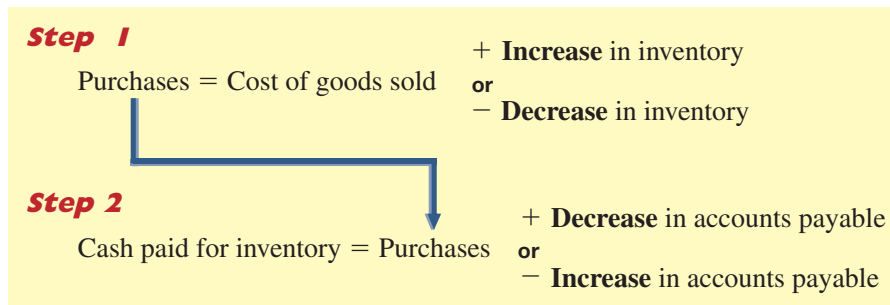 Step 1
+ Increase in inventory
Purchases = Cost of goods sold
or
− Decrease in inventory
Step 2
+ Decrease in accounts payable
Cash paid for inventory = Purchases
or
− Increase in accounts payable